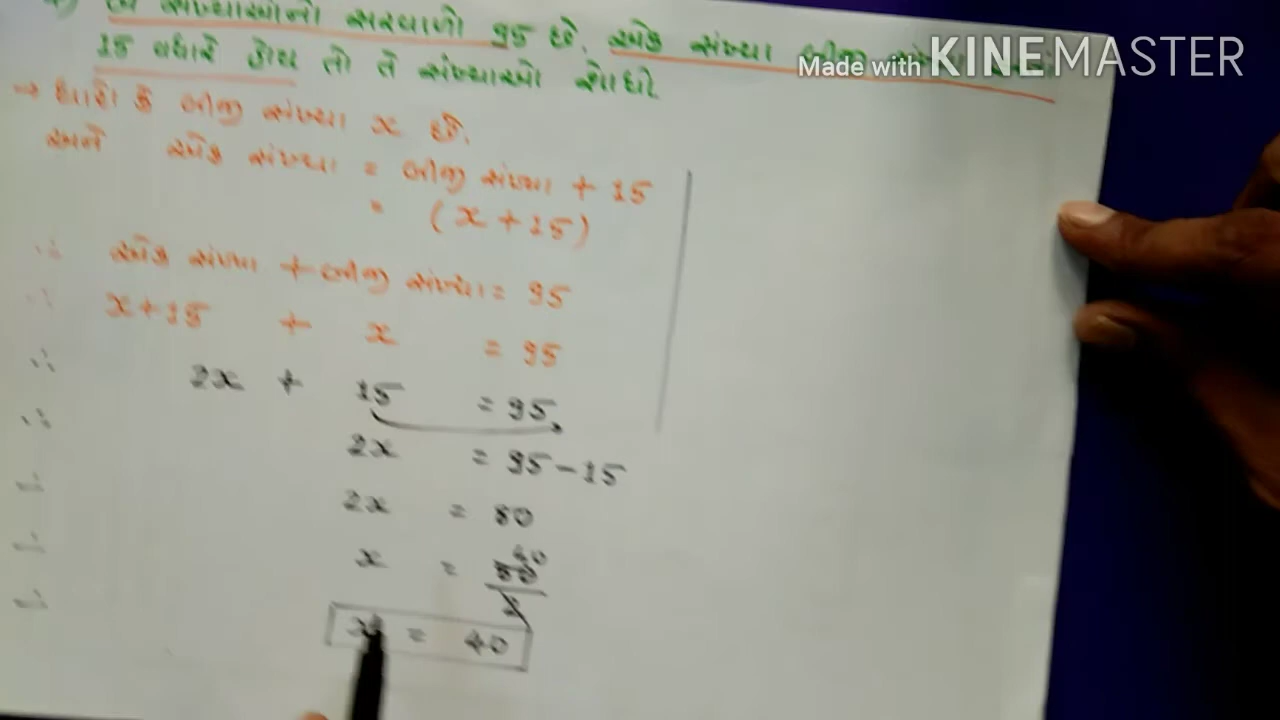 બે સંખ્યાઓનો સરવાળો 95 છે. એક સંખ્યા બીજી
Made with KINEMASTER
15 વધારે હોય તો તે સંખ્યાઓ શોધો
→ ધારો કે બીજી સંખ્યા x છે.
અને એક સંખ્યા = બીજી સંખ્યા + 15
= (x + 15)
∴ એક સંખ્યા + બીજી સંખ્યા = 95
∴ x+15 + x = 95
∴ 2x + 15 = 95
∴ 2x = 95 - 15
∴ 2x = 80
∴ x = 80/2 40
∴ x = 40